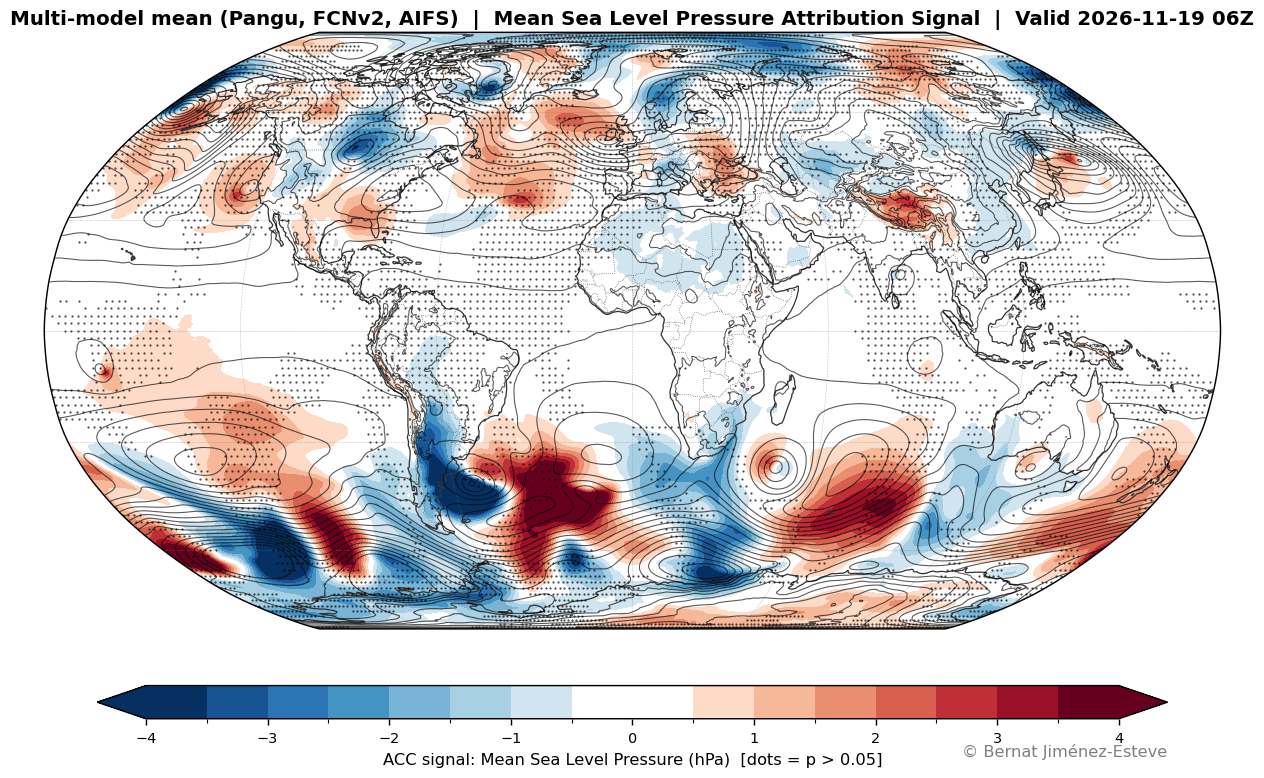 Multi-model mean (Pangu, FCNv2, AIFS)  |  Mean Sea Level Pressure Attribution Signal  |  Valid 2026-11-19 06Z
−4 −3 −2 −1 0 1 2 3 4
ACC signal: Mean Sea Level Pressure (hPa)  [dots = p > 0.05]
© Bernat Jiménez-Esteve